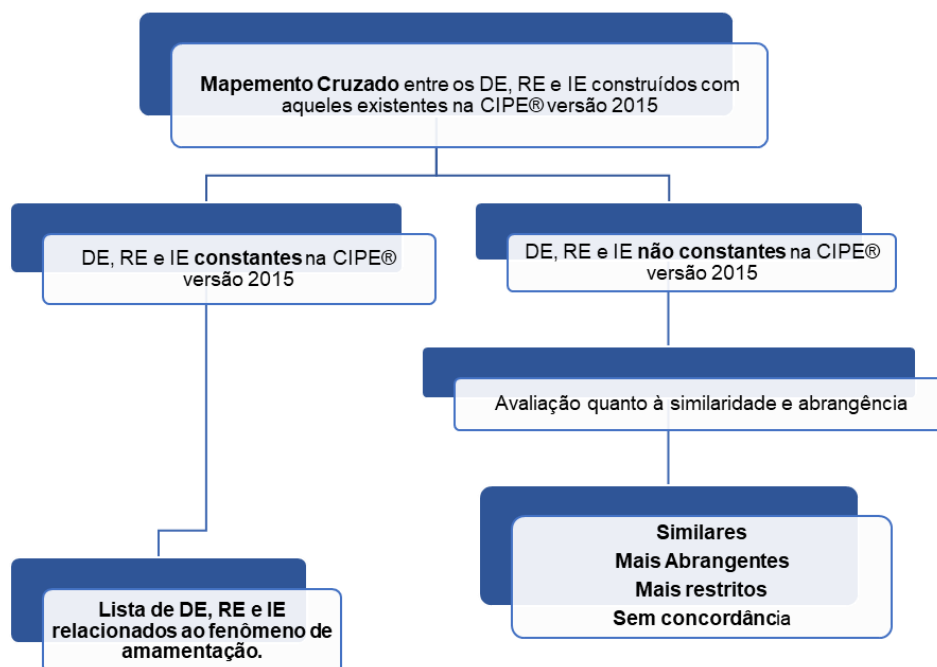 Mapemento Cruzado entre os DE, RE e IE construídos com
aqueles existentes na CIPE® versão 2015
DE, RE e IE constantes na CIPE®
versão 2015
DE, RE e IE não constantes na CIPE®
versão 2015
Avaliação quanto à similaridade e abrangência
Similares
Mais Abrangentes
Mais restritos
Sem concordância
Lista de DE, RE e IE
relacionados ao fenômeno de
amamentação.